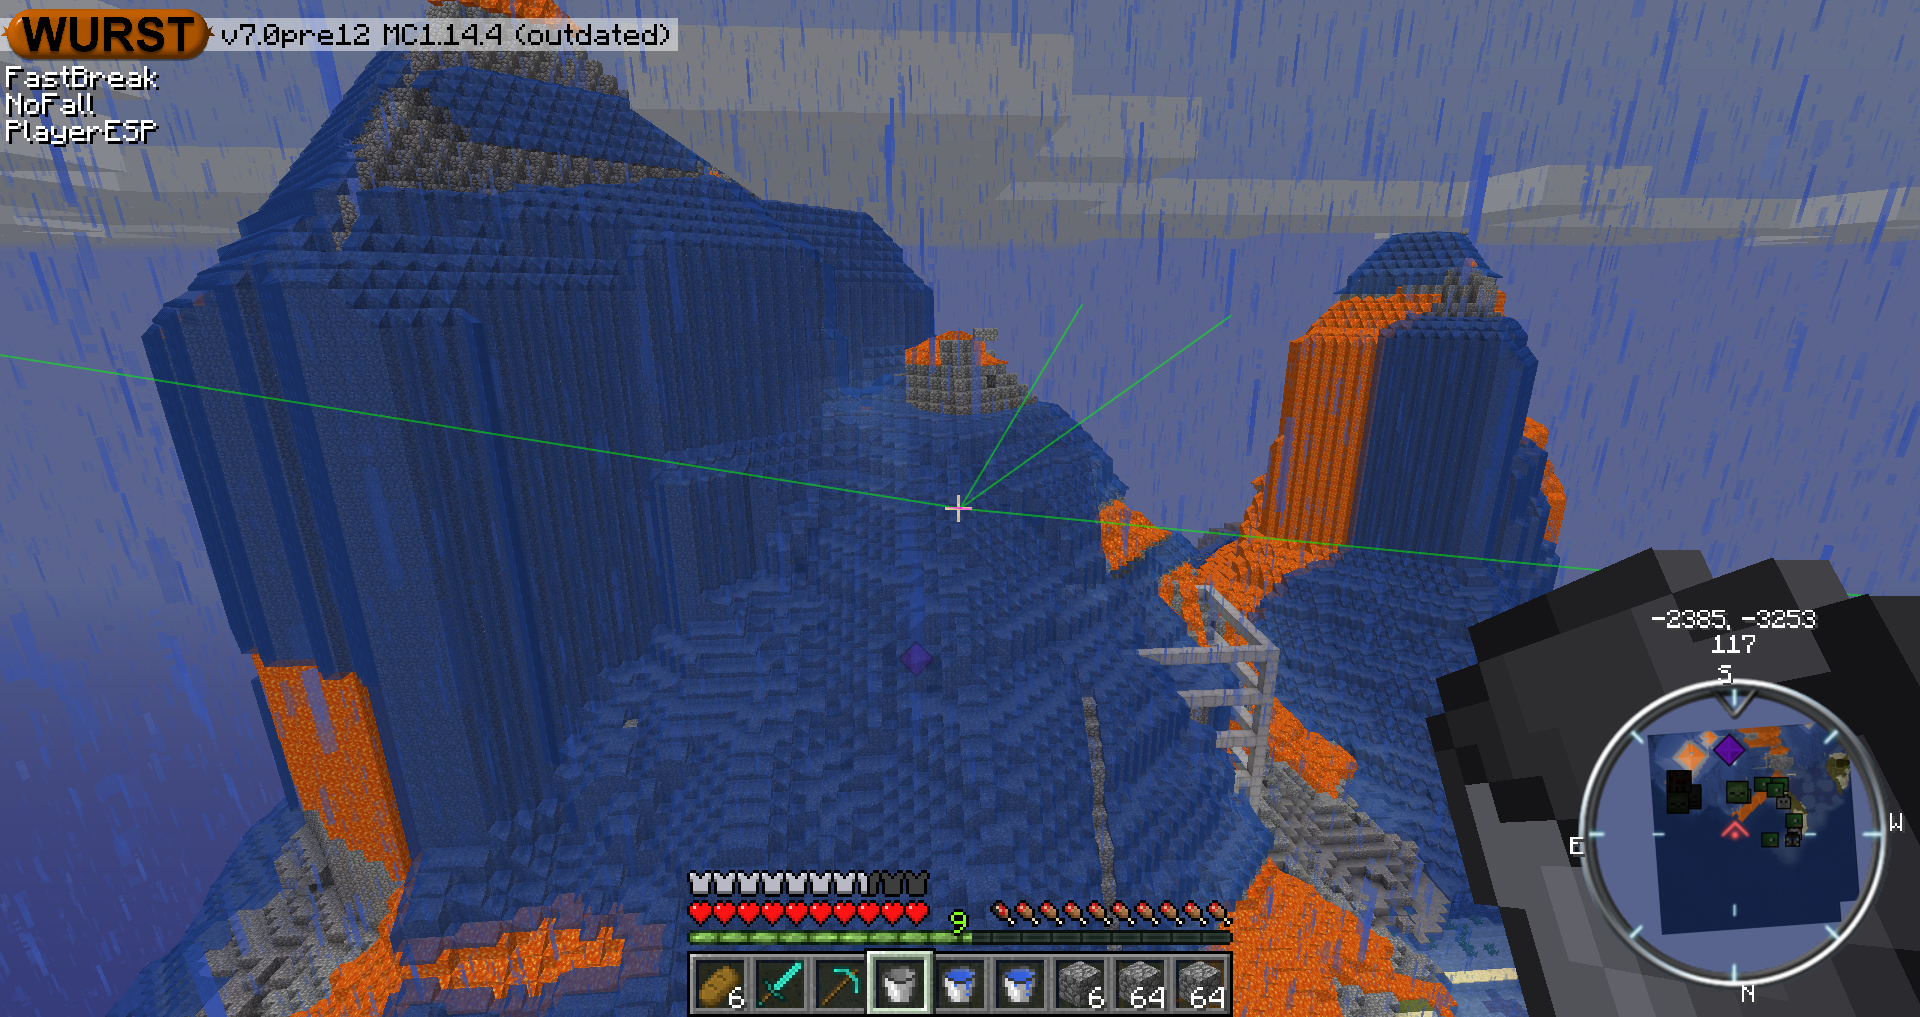 WURST v7.0pre12 MC1.14.4 (outdated)
FastBreak
NoFall
PlayerESP
-2385, -3253
117
S
E
W
N
9
6
6
64
64